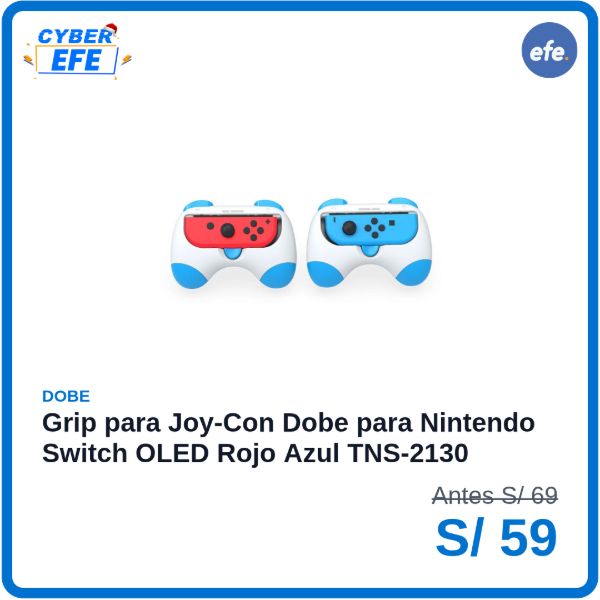 CYBER
EFE
efe.
DOBE
Grip para Joy-Con Dobe para Nintendo
Switch OLED Rojo Azul TNS-2130
Antes S/ 69
S/ 59